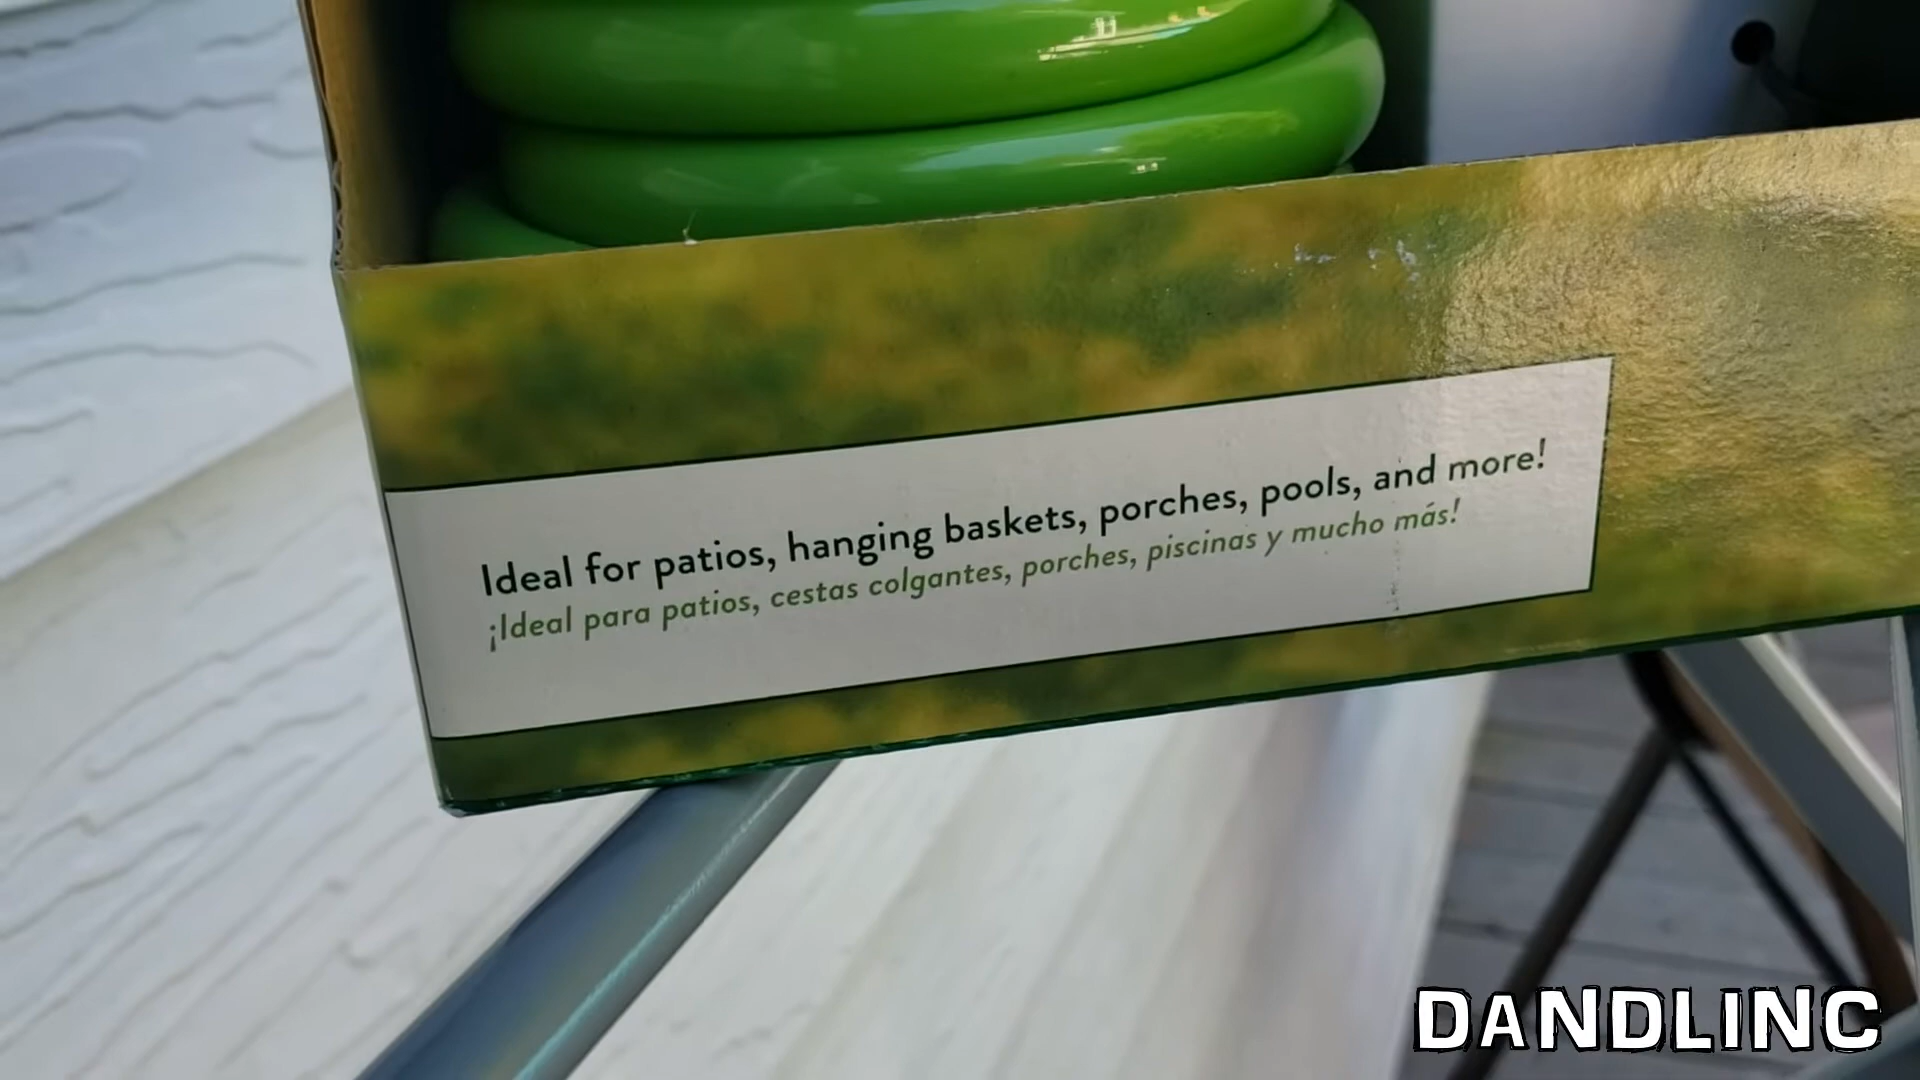 Ideal for patios, hanging baskets, porches, pools, and more!
¡Ideal para patios, cestas colgantes, porches, piscinas y mucho más!
DANDLINC